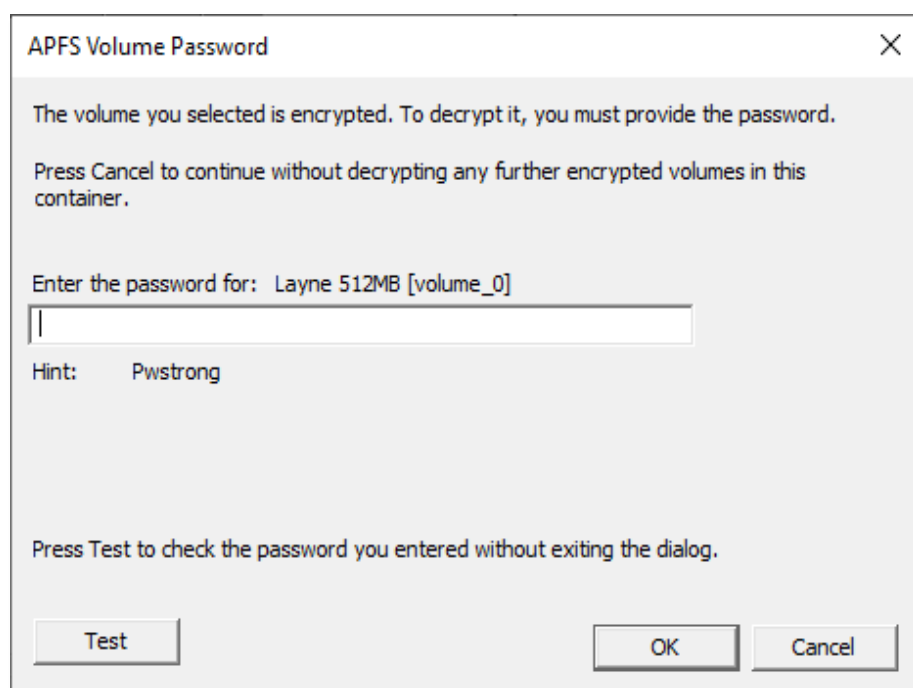 APFS Volume Password
The volume you selected is encrypted. To decrypt it, you must provide the password.
Press Cancel to continue without decrypting any further encrypted volumes in this
container.
Enter the password for: Layne 512MB [volume_0]
Hint: Pwstrong
Press Test to check the password you entered without exiting the dialog.
Test OK Cancel